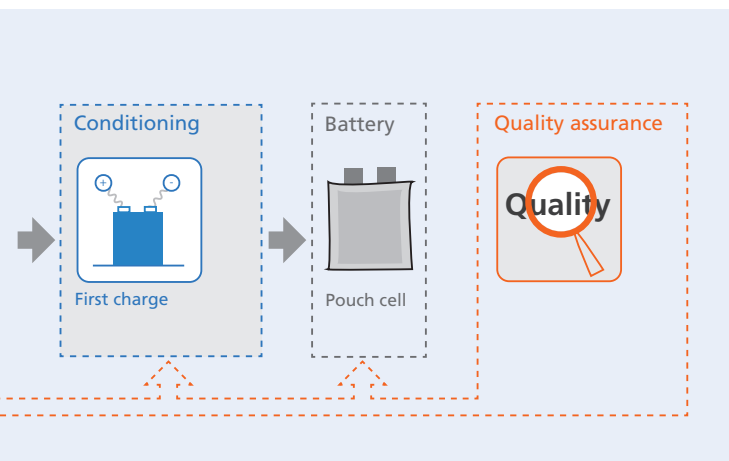 Conditioning
+
-
First charge
Battery
Pouch cell
Quality assurance
Quality